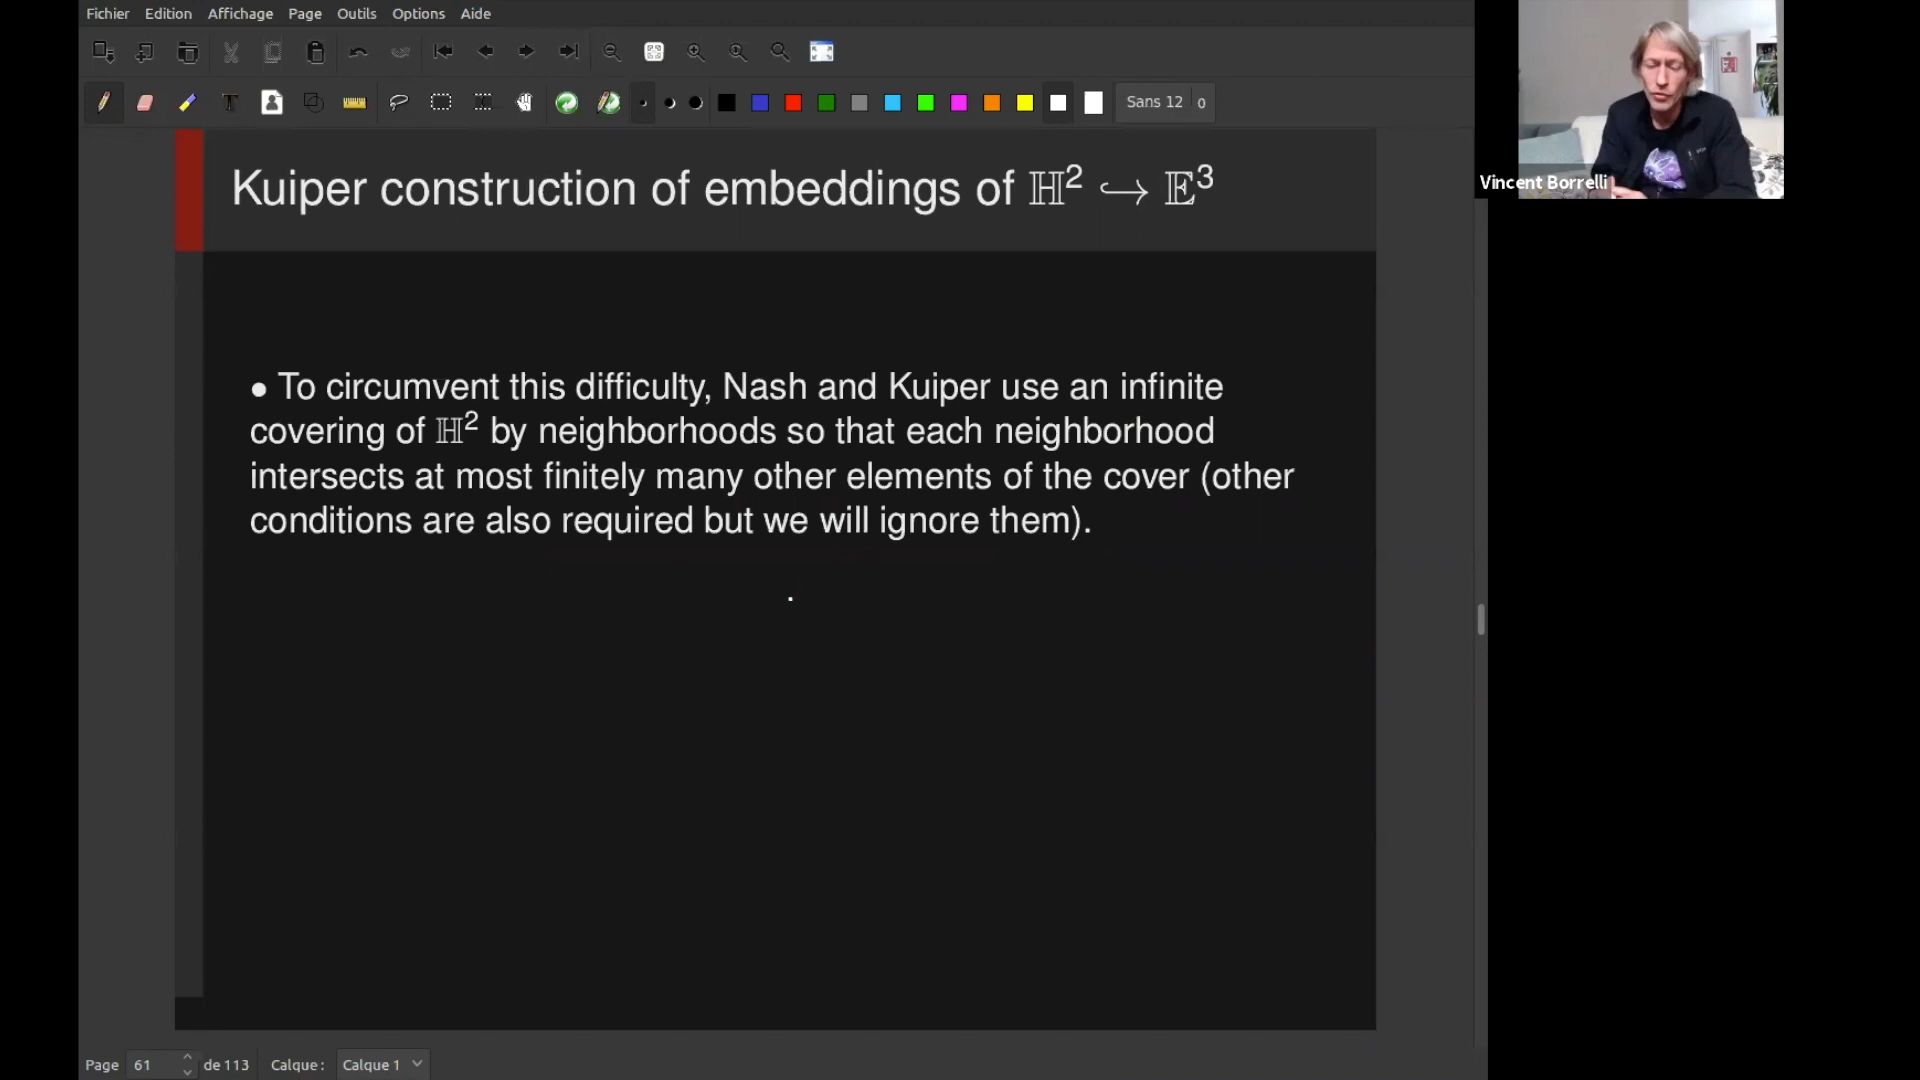 Fichier Edition Affichage Page Outils Options Aide
Sans 12 0
Kuiper construction of embeddings of ℍ² ↪ 𝔼³
Vincent Borrelli
• To circumvent this difficulty, Nash and Kuiper use an infinite
covering of ℍ² by neighborhoods so that each neighborhood
intersects at most finitely many other elements of the cover (other
conditions are also required but we will ignore them).
Page 61 de 113 Calque : Calque 1